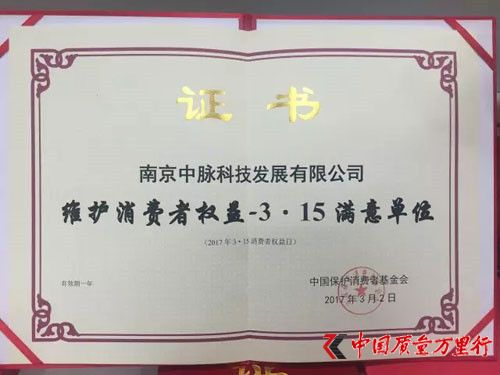 证书
南京中脉科技发展有限公司
维护消费者权益-3·15满意单位
(2017年3·15消费者权益日)
有效期一年
中国保护消费者基金会
2017年3月2日
中国质量万里行